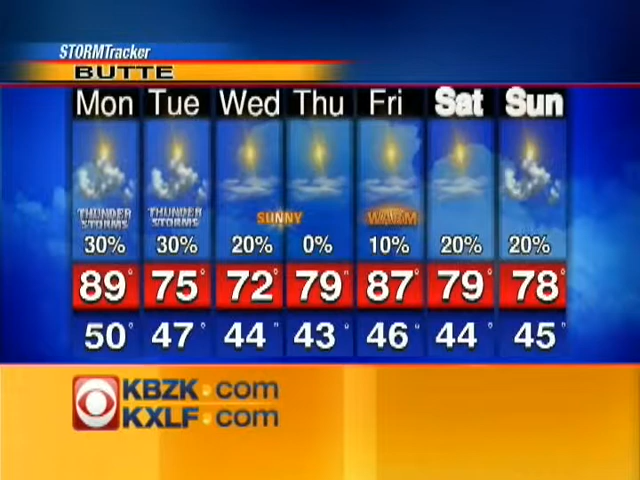 STORMTracker
BUTTE
Mon Tue Wed Thu Fri Sat Sun
THUNDER STORMS THUNDER STORMS SUNNY WARM
30% 30% 20% 0% 10% 20% 20%
89° 75° 72° 79° 87° 79° 78°
50° 47° 44° 43° 46° 44° 45°
KBZK.com
KXLF.com